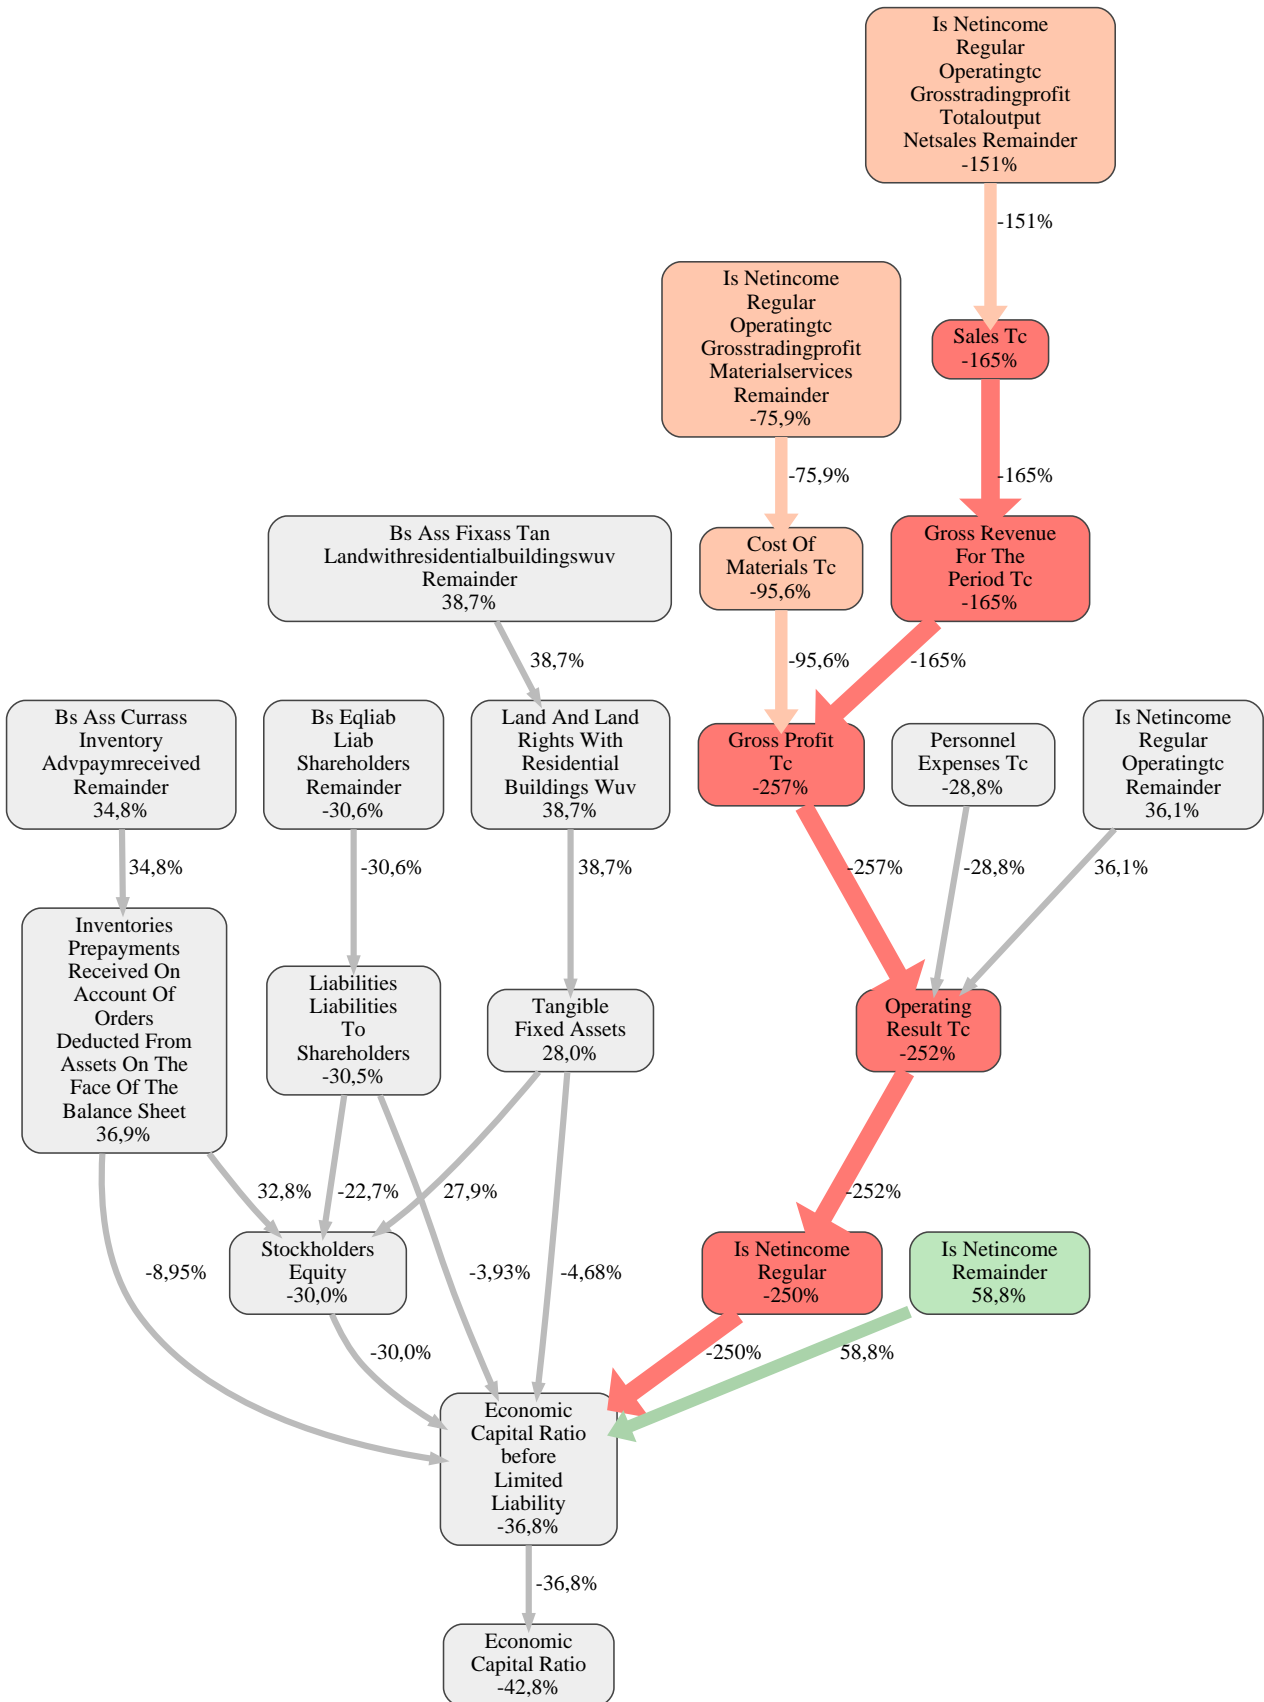 Is Netincome
Regular
Operatingtc
Grosstradingprofit
Totaloutput
Netsales Remainder
-151%
-151%
Is Netincome
Regular
Operatingtc
Grosstradingprofit
Materialservices
Remainder
-75,9%
Sales Tc
-165%
-75,9%
-165%
Bs Ass Fixass Tan
Landwithresidentialbuildingswuv
Remainder
38,7%
Cost Of
Materials Tc
-95,6%
Gross Revenue
For The
Period Tc
-165%
38,7%
-95,6%
-165%
Bs Ass Currass
Inventory
Advpaymreceived
Remainder
34,8%
Bs Eqliab
Liab
Shareholders
Remainder
-30,6%
Land And Land
Rights With
Residential
Buildings Wuv
38,7%
Gross Profit
Tc
-257%
Personnel
Expenses Tc
-28,8%
Is Netincome
Regular
Operatingtc
Remainder
36,1%
34,8%
-30,6%
38,7%
-257%
-28,8%
36,1%
Inventories
Prepayments
Received On
Account Of
Orders
Deducted From
Assets On The
Face Of The
Balance Sheet
36,9%
Liabilities
Liabilities
To
Shareholders
-30,5%
Tangible
Fixed Assets
28,0%
Operating
Result Tc
-252%
32,8%
-22,7%
27,9%
-252%
Stockholders
Equity
-30,0%
Is Netincome
Regular
-250%
Is Netincome
Remainder
58,8%
-8,95%
-3,93%
-4,68%
-30,0%
-250%
58,8%
Economic
Capital Ratio
before
Limited
Liability
-36,8%
-36,8%
Economic
Capital Ratio
-42,8%